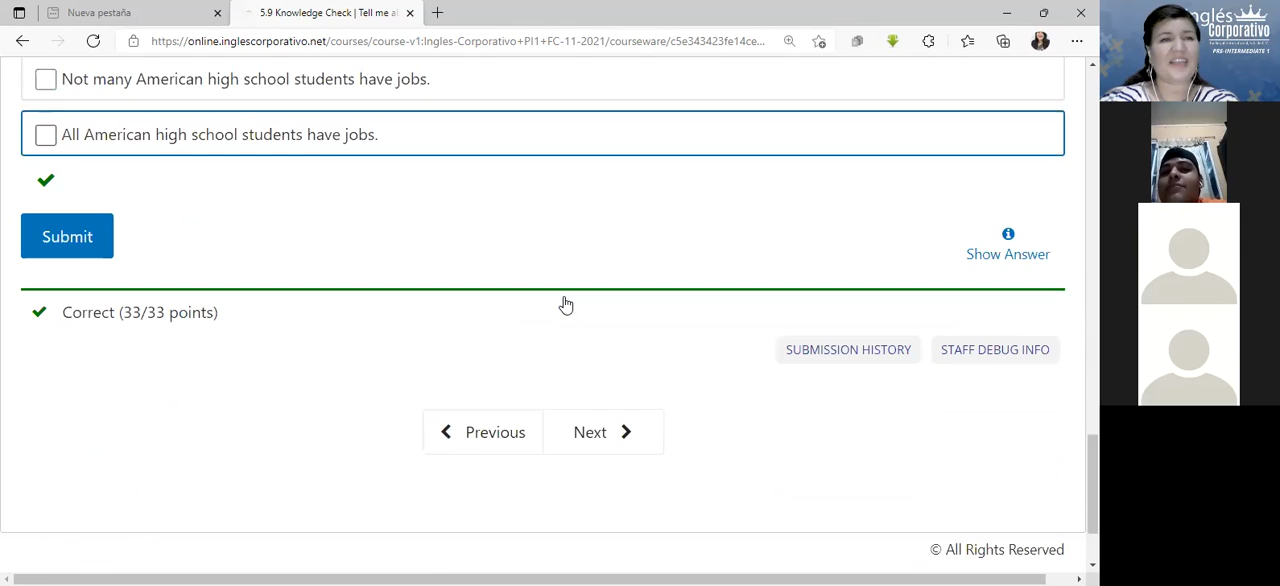 Nueva pestaña
5.9 Knowledge Check | Tell me a
https://online.inglescorporativo.net/courses/course-v1:Ingles-Corporativo+PI1+FC-11-2021/courseware/c5e343423fe14ce...
Not many American high school students have jobs.
All American high school students have jobs.
Submit
Show Answer
Correct (33/33 points)
SUBMISSION HISTORY
STAFF DEBUG INFO
Previous
Next
© All Rights Reserved
Inglés
Corporativo
PRE-INTERMEDIATE 1